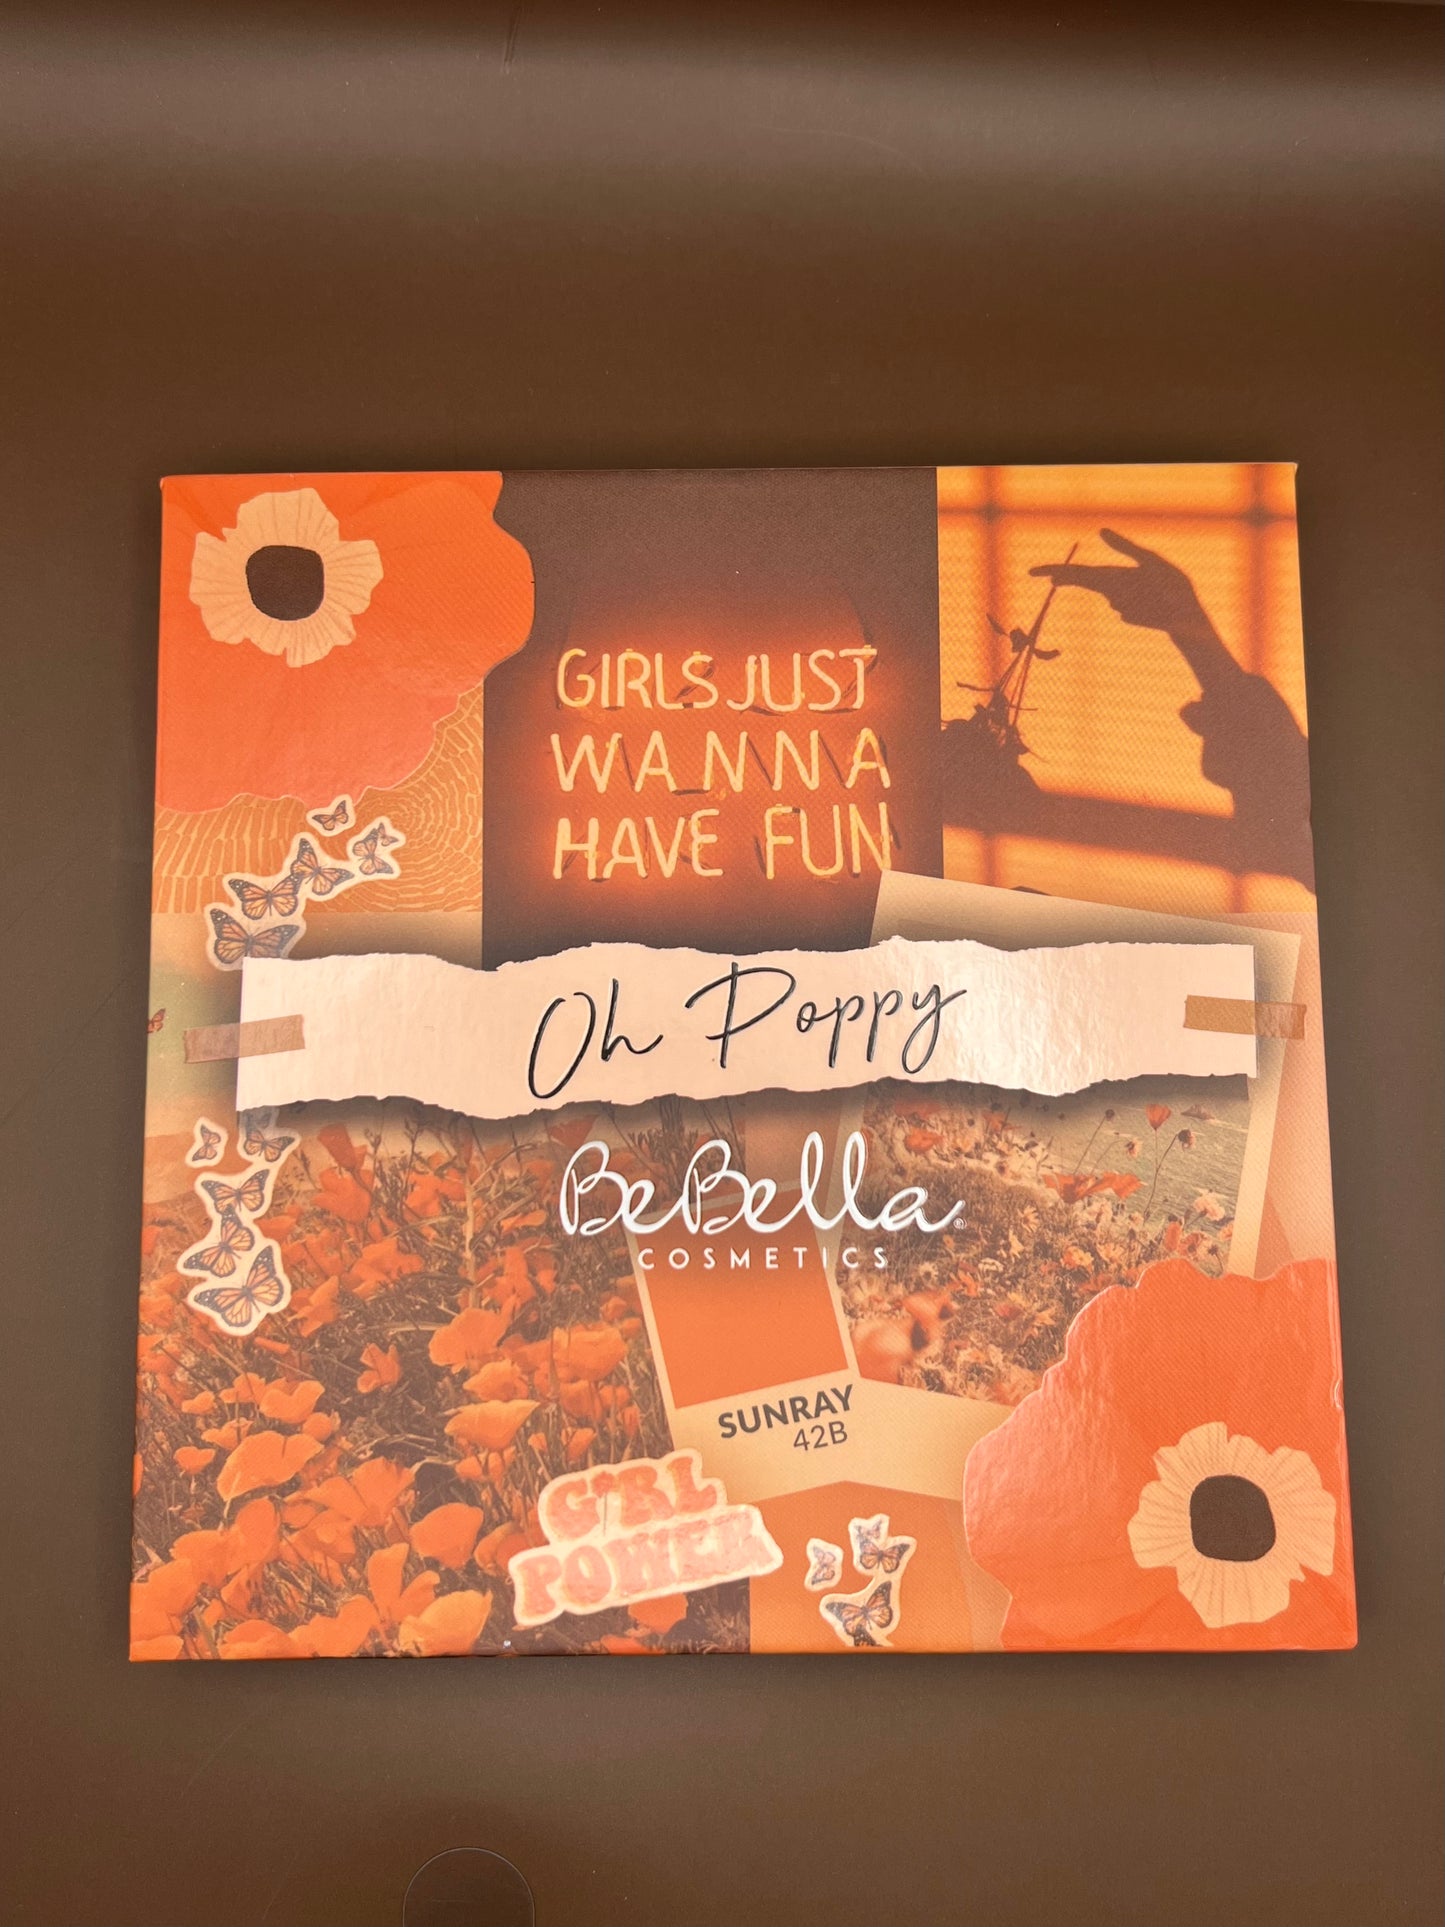 GIRLS JUST
WANNA
HAVE FUN
Oh Poppy
BeBella®
COSMETICS
SUNRAY
42B
GIRL
POWER